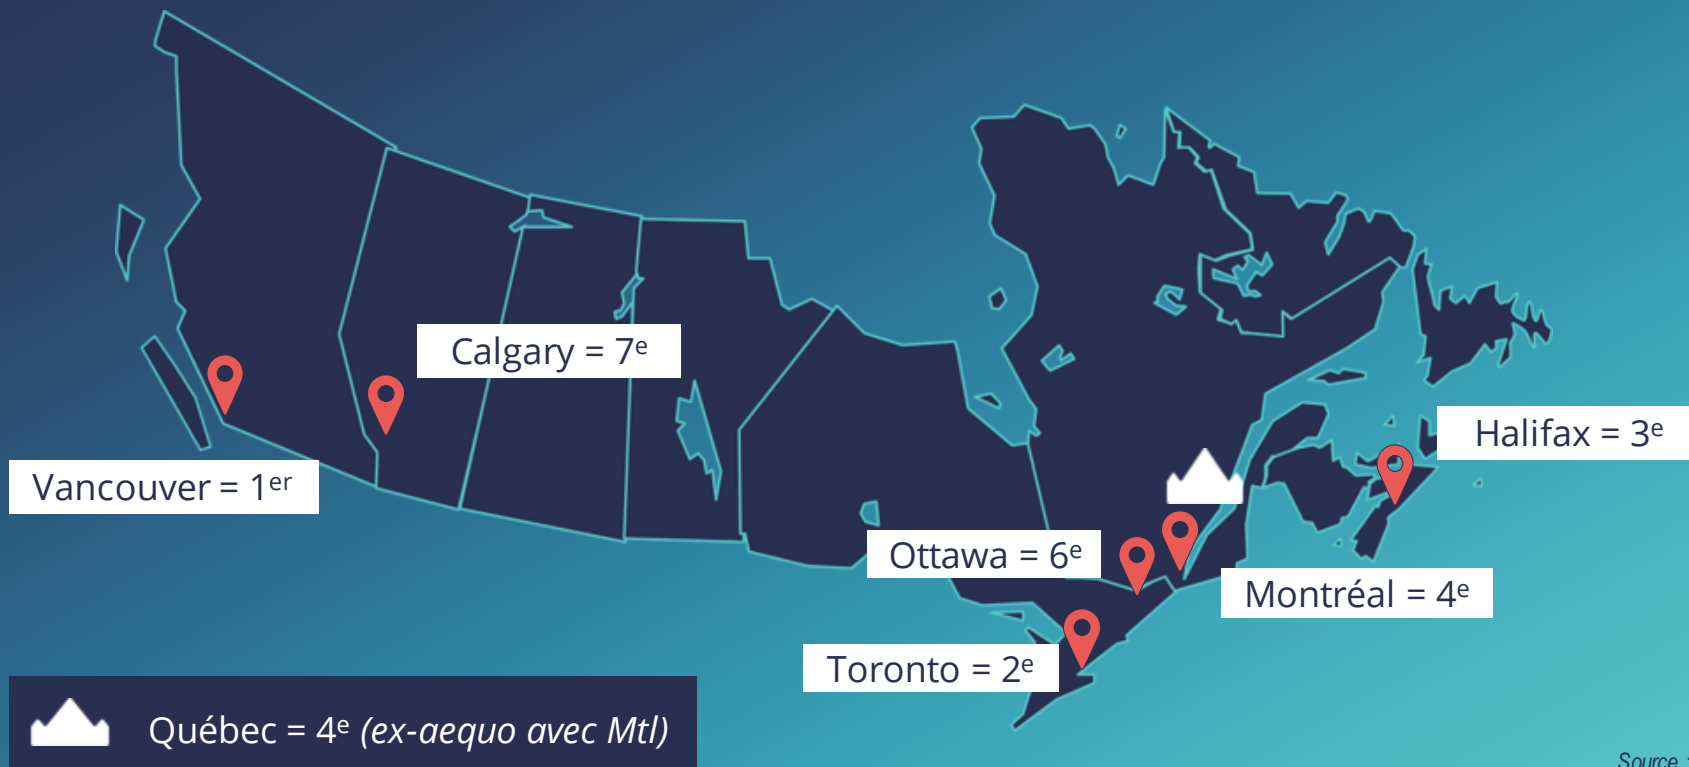 Calgary = 7e
Halifax = 3e
Vancouver = 1er
Ottawa = 6e
Montréal = 4e
Toronto = 2e
Québec = 4e (ex-aequo avec Mtl)
Source